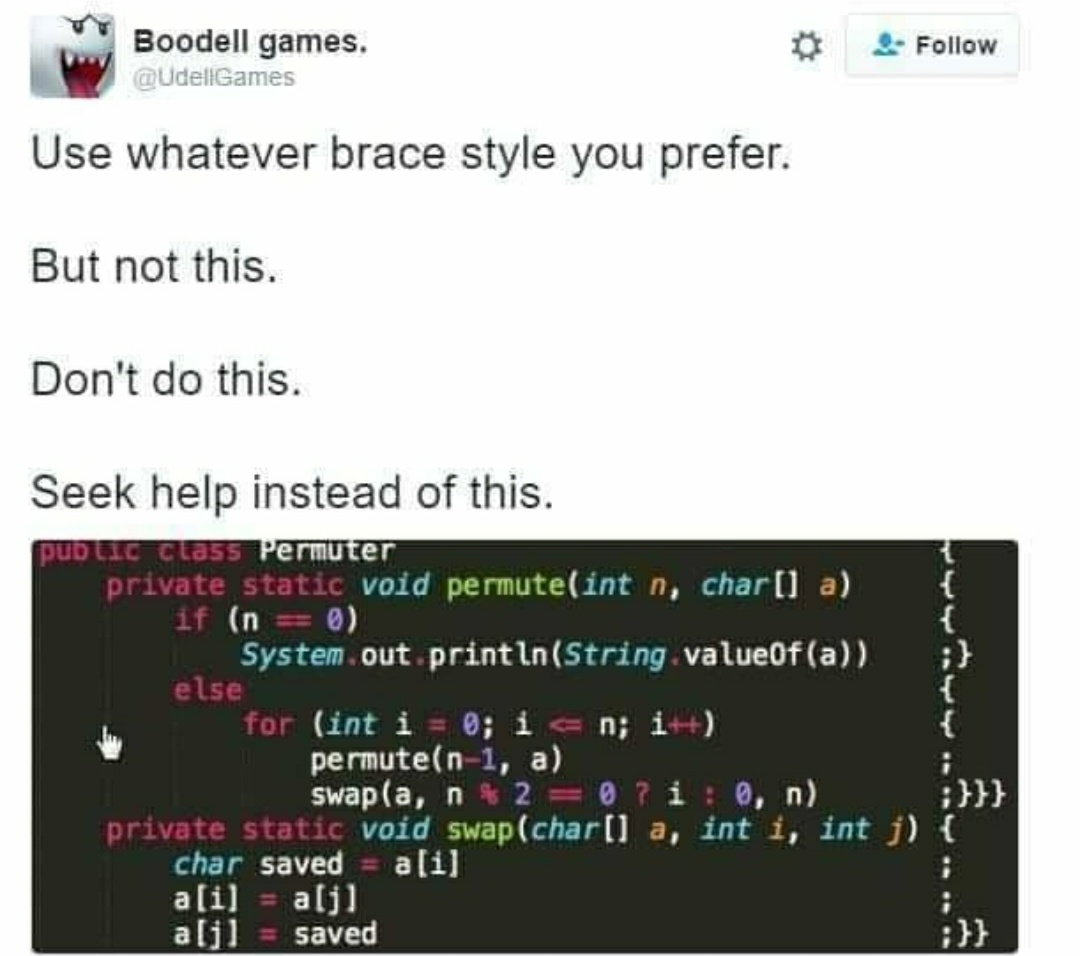 Boodell games.
Follow
@UdellGames
Use whatever brace style you prefer.
But not this.
Don't do this.
Seek help instead of this.
public class Permuter {
private static void permute(int n, char[] a) {
if (n == 0) {
System.out.println(String.valueOf(a)) ;}
else {
for (int i = 0; i <= n; i++) {
permute(n-1, a) ;
swap(a, n % 2 == 0 ? i : 0, n) ;}}}
private static void swap(char[] a, int i, int j) {
char saved = a[i] ;
a[i] = a[j] ;
a[j] = saved ;}}